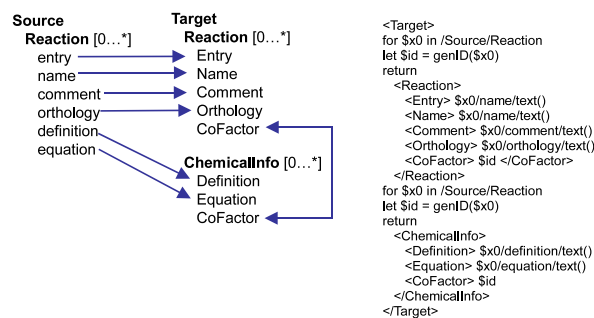 Source
Reaction [0…*]
entry
name
comment
orthology
definition
equation
Target
Reaction [0…*]
Entry
Name
Comment
Orthology
CoFactor
ChemicalInfo [0…*]
Definition
Equation
CoFactor
<Target>
for $x0 in /Source/Reaction
let $id = genID($x0)
return
<Reaction>
<Entry> $x0/name/text()
<Name> $x0/name/text()
<Comment> $x0/comment/text()
<Orthology> $x0/orthology/text()
<CoFactor> $id </CoFactor>
</Reaction>
for $x0 in /Source/Reaction
let $id = genID($x0)
return
<ChemicalInfo>
<Definition> $x0/definition/text()
<Equation> $x0/equation/text()
<CoFactor> $id
</ChemicalInfo>
</Target>